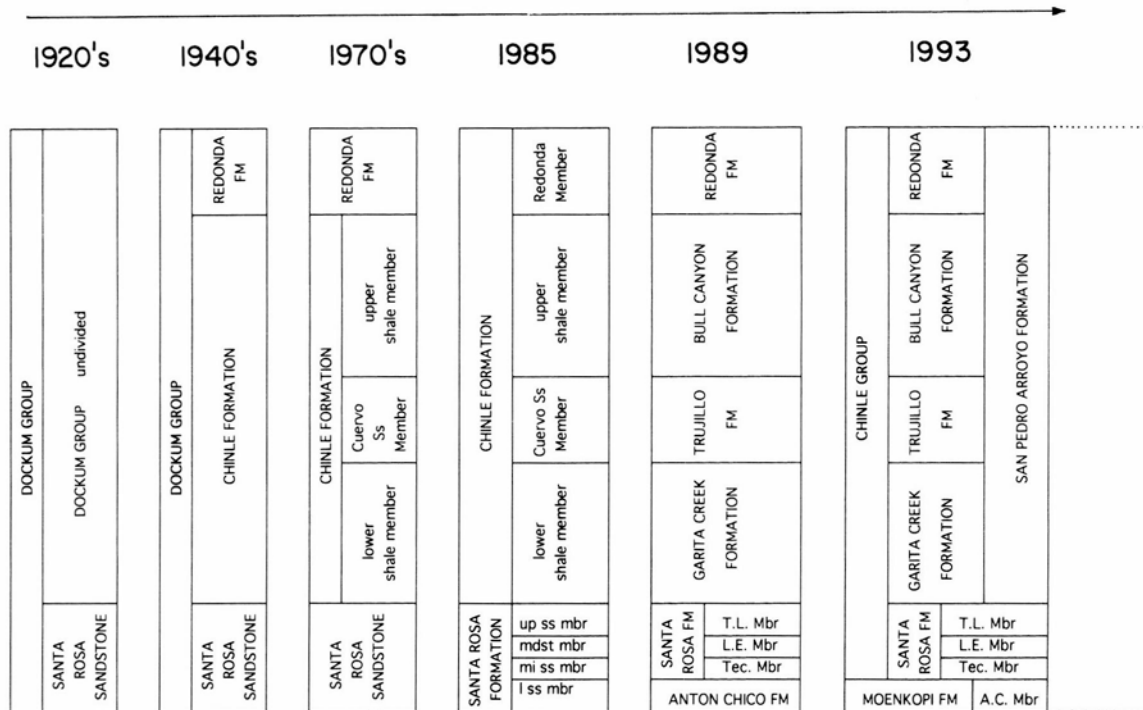 1920's
1940's
1970's
1985
1989
1993
DOCKUM GROUP
DOCKUM GROUP undivided
SANTA
ROSA
SANDSTONE
DOCKUM GROUP
REDONDA
FM
CHINLE FORMATION
SANTA
ROSA
SANDSTONE
REDONDA
FM
CHINLE FORMATION
upper
shale member
Cuervo
Ss
Member
lower
shale member
SANTA
ROSA
SANDSTONE
CHINLE FORMATION
Redonda
Member
upper
shale member
Cuervo Ss
Member
lower
shale member
SANTA ROSA
FORMATION
up ss mbr
mdst mbr
mi ss mbr
l ss mbr
REDONDA
FM
BULL CANYON
FORMATION
TRUJILLO
FM
GARITA CREEK
FORMATION
SANTA
ROSA FM
T.L. Mbr
L.E. Mbr
Tec. Mbr
ANTON CHICO FM
CHINLE GROUP
REDONDA
FM
BULL CANYON
FORMATION
TRUJILLO
FM
GARITA CREEK
FORMATION
SAN PEDRO ARROYO FORMATION
SANTA
ROSA FM
T.L. Mbr
L.E. Mbr
Tec. Mbr
MOENKOPI FM
A.C. Mbr